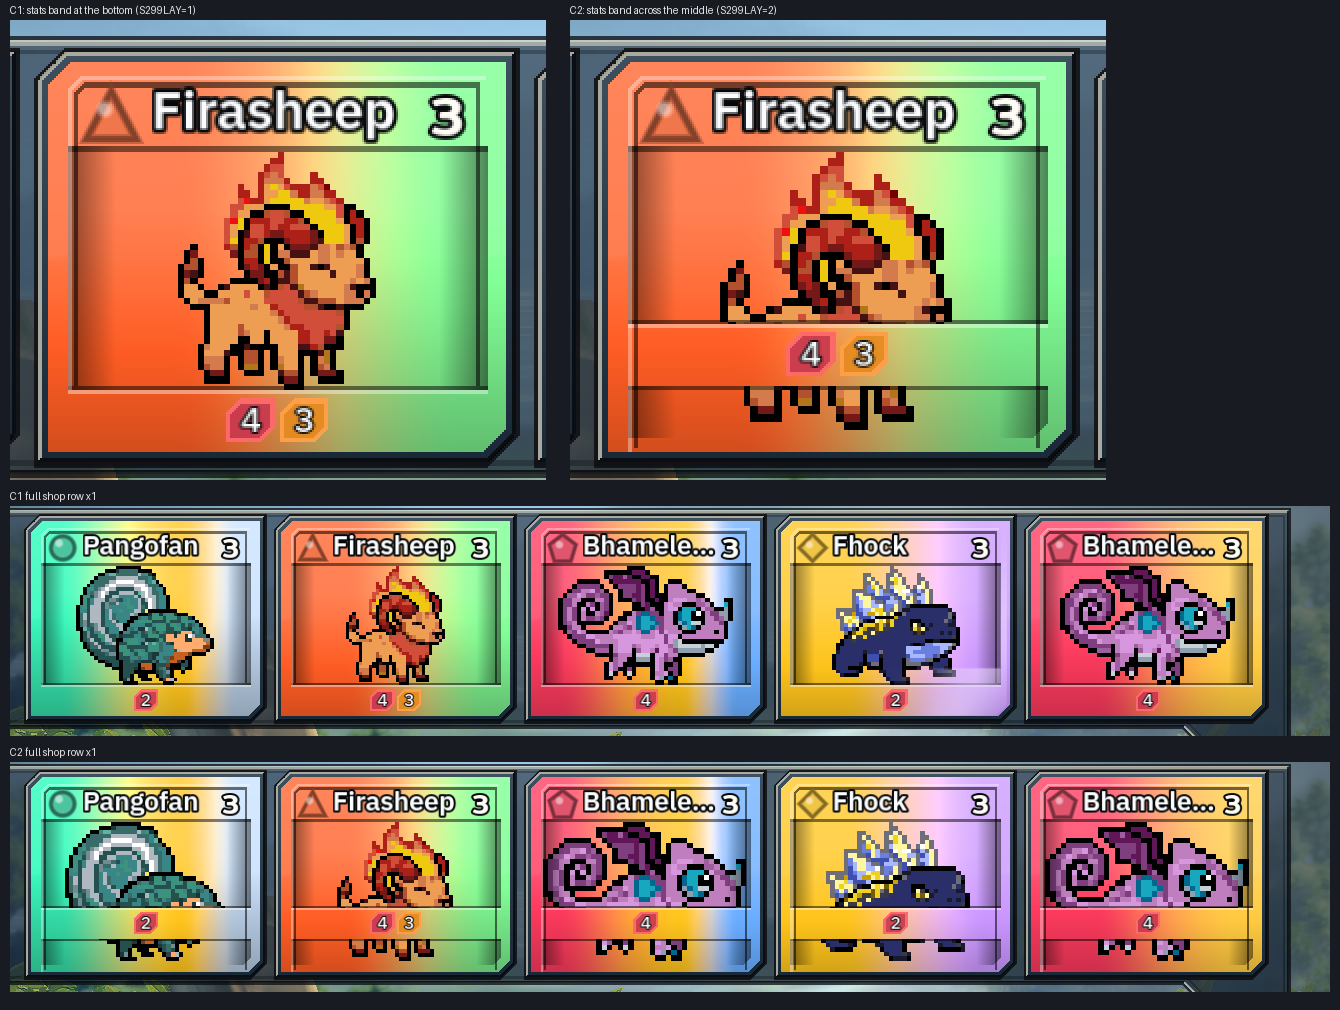 C1: stats band at the bottom (S299LAY=1)
C2: stats band across the middle (S299LAY=2)
Firasheep 3
4 3
Firasheep 3
4 3
C1 full shop row x1
Pangofan 3
2
Firasheep 3
4 3
Bhamele... 3
4
Fhock 3
2
Bhamele... 3
4
C2 full shop row x1
Pangofan 3
2
Firasheep 3
4 3
Bhamele... 3
4
Fhock 3
2
Bhamele... 3
4